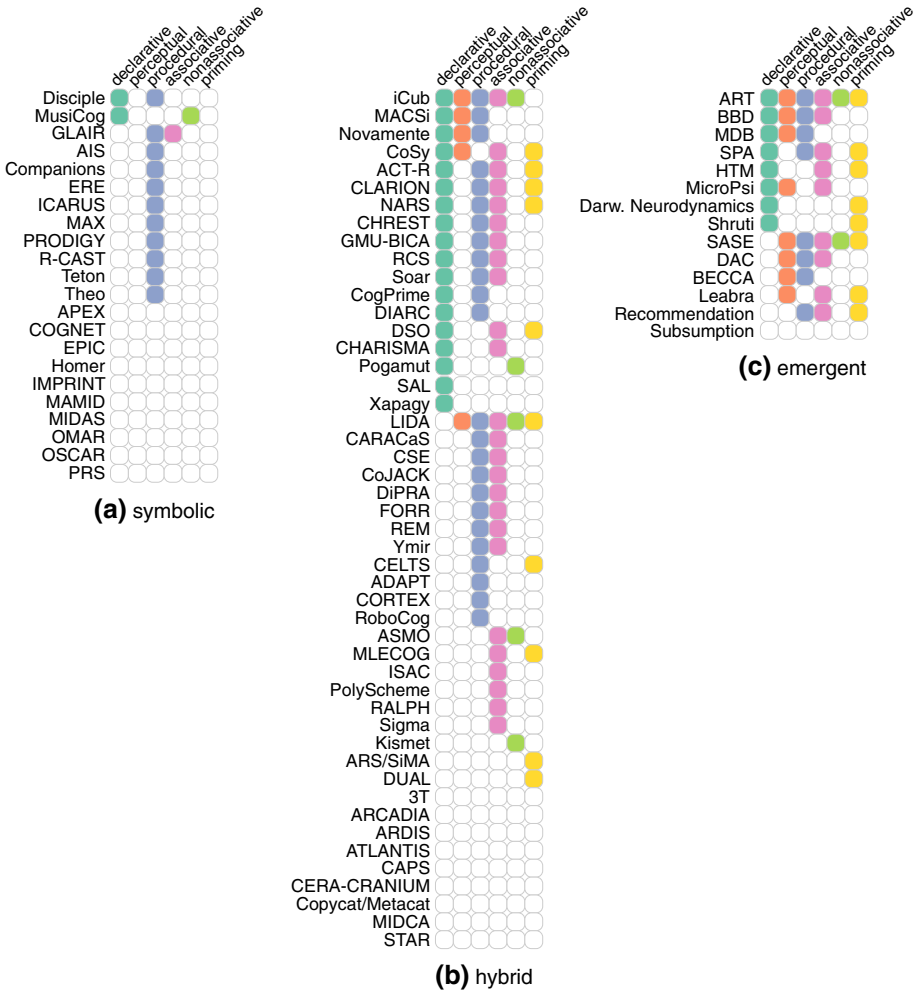 declarative
perceptual
procedural
associative
nonassociative
priming
Disciple
MusiCog
GLAIR
AIS
Companions
ERE
ICARUS
MAX
PRODIGY
R-CAST
Teton
Theo
APEX
COGNET
EPIC
Homer
IMPRINT
MAMID
MIDAS
OMAR
OSCAR
PRS
(a) symbolic
declarative
perceptual
procedural
associative
nonassociative
priming
iCub
MACSi
Novamente
CoSy
ACT-R
CLARION
NARS
CHREST
GMU-BICA
RCS
Soar
CogPrime
DIARC
DSO
CHARISMA
Pogamut
SAL
Xapagy
LIDA
CARACaS
CSE
CoJACK
DiPRA
FORR
REM
Ymir
CELTS
ADAPT
CORTEX
RoboCog
ASMO
MLECOG
ISAC
PolyScheme
RALPH
Sigma
Kismet
ARS/SiMA
DUAL
3T
ARCADIA
ARDIS
ATLANTIS
CAPS
CERA-CRANIUM
Copycat/Metacat
MIDCA
STAR
(b) hybrid
declarative
perceptual
procedural
associative
nonassociative
priming
ART
BBD
MDB
SPA
HTM
MicroPsi
Darw. Neurodynamics
Shruti
SASE
DAC
BECCA
Leabra
Recommendation
Subsumption
(c) emergent